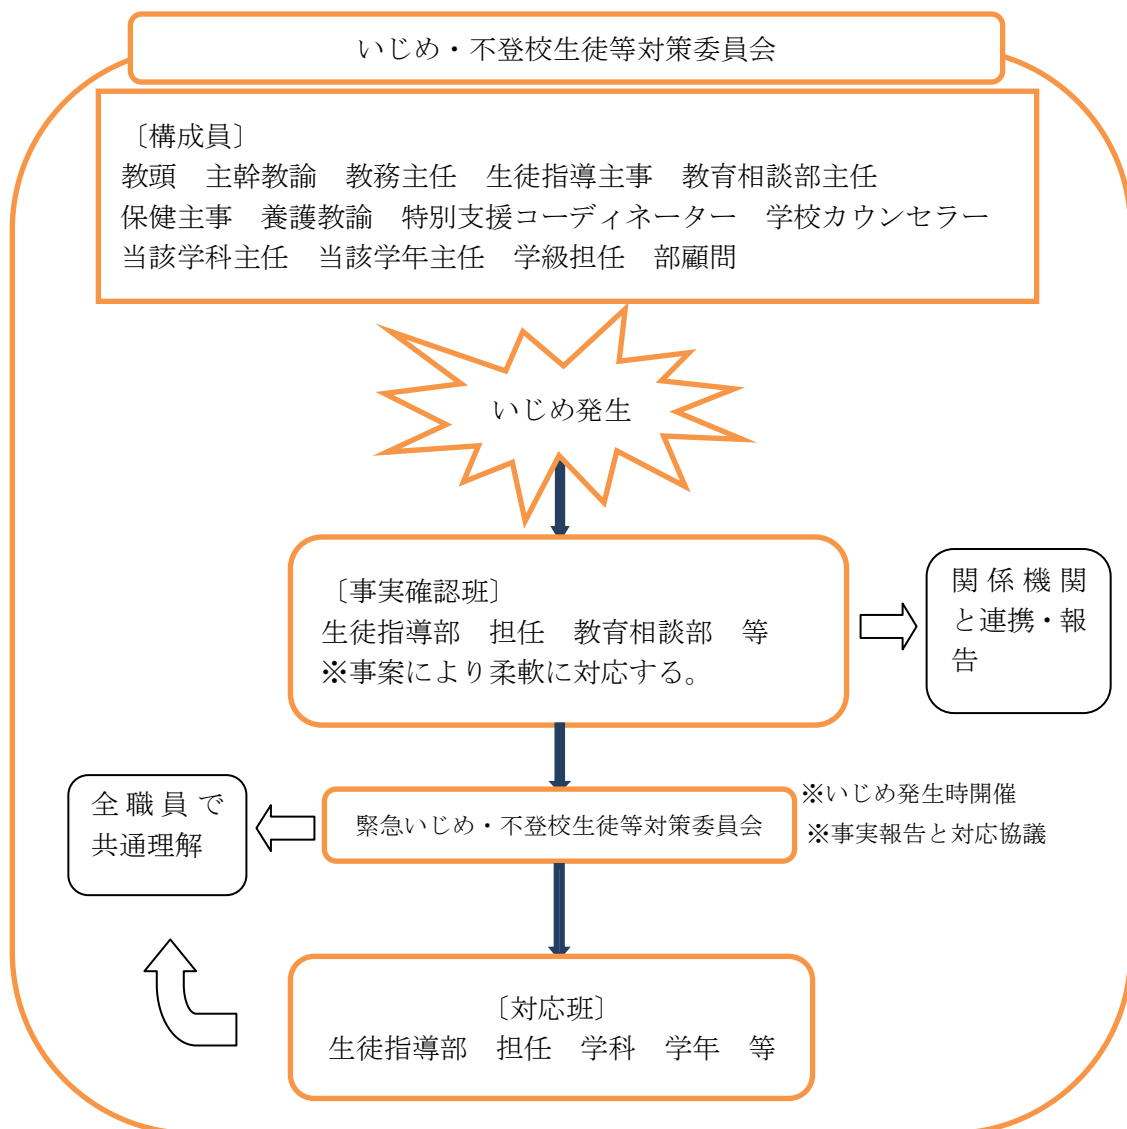 いじめ・不登校生徒等対策委員会
〔構成員〕
教頭　主幹教諭　教務主任　生徒指導主事　教育相談部主任
保健主事　養護教諭　特別支援コーディネーター　学校カウンセラー
当該学科主任　当該学年主任　学級担任　部顧問
いじめ発生
〔事実確認班〕
生徒指導部　担任　教育相談部　等
※事案により柔軟に対応する。
関係機関
と連携・報
告
全職員で
共通理解
緊急いじめ・不登校生徒等対策委員会
※いじめ発生時開催
※事実報告と対応協議
〔対応班〕
生徒指導部　担任　学科　学年　等